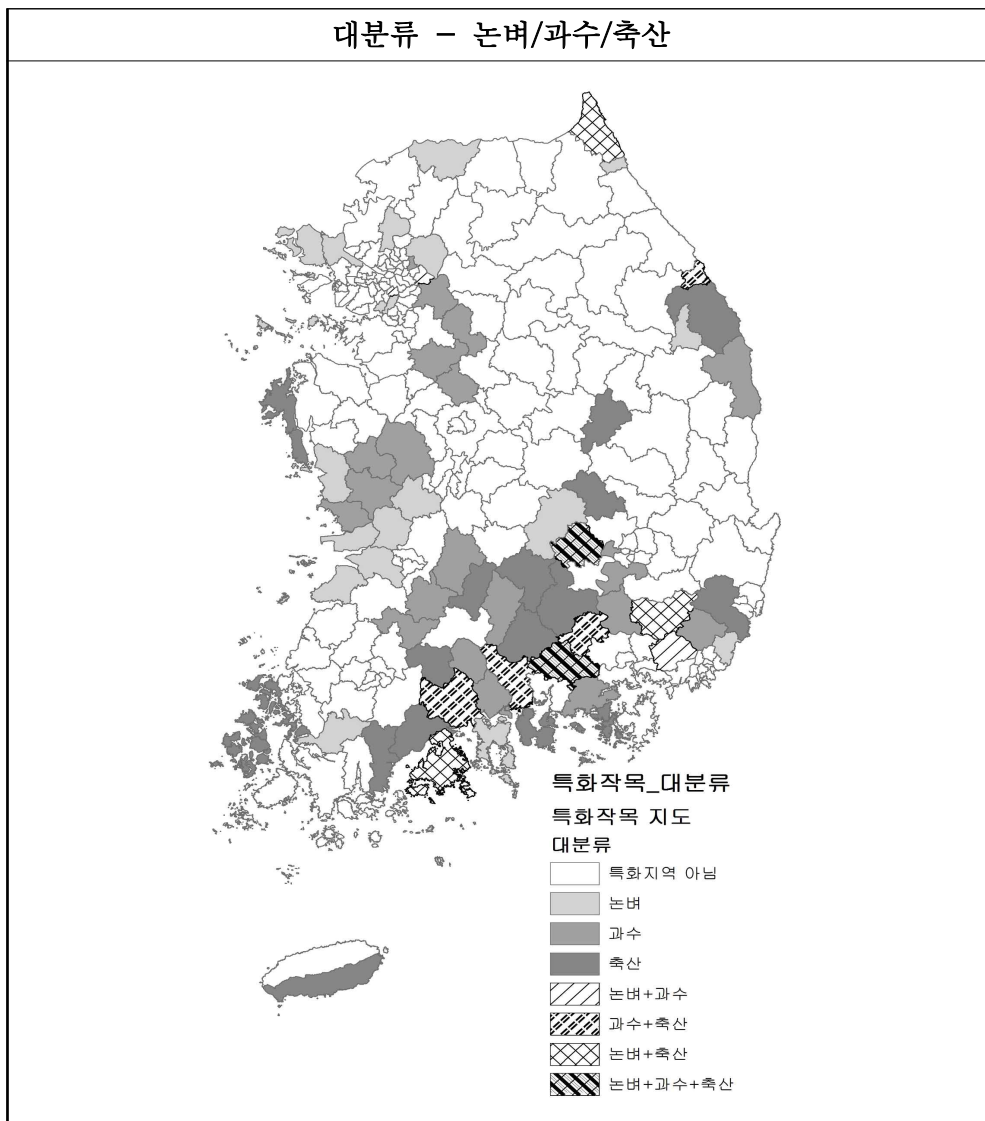 대분류 - 논벼/과수/축산
특화작목_대분류
특화작목 지도
대분류
특화지역 아님
논벼
과수
축산
논벼+과수
과수+축산
논벼+축산
논벼+과수+축산